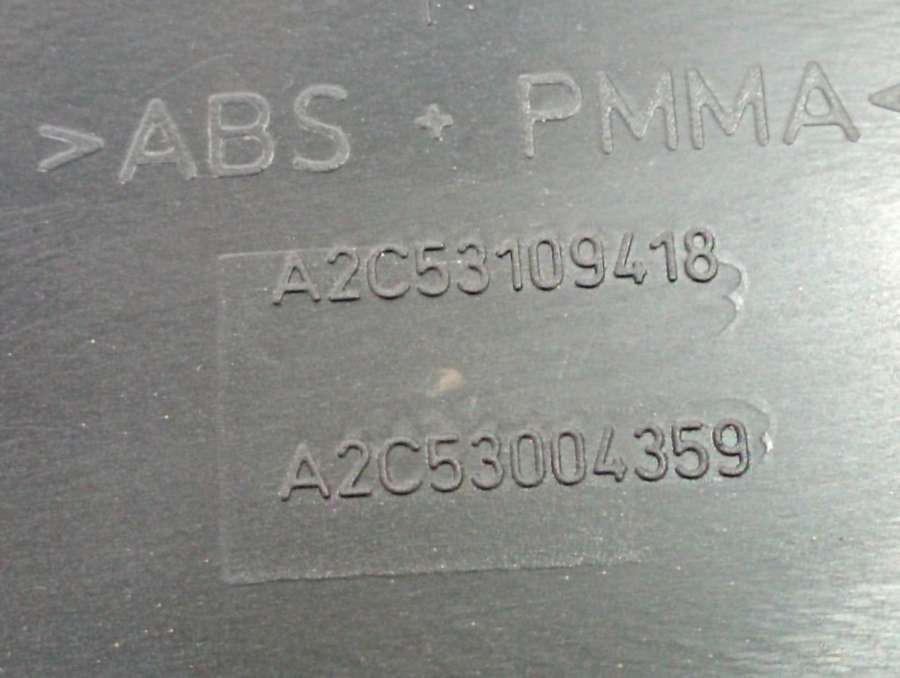 >ABS + PMMA<
A2C53109418
A2C53004359